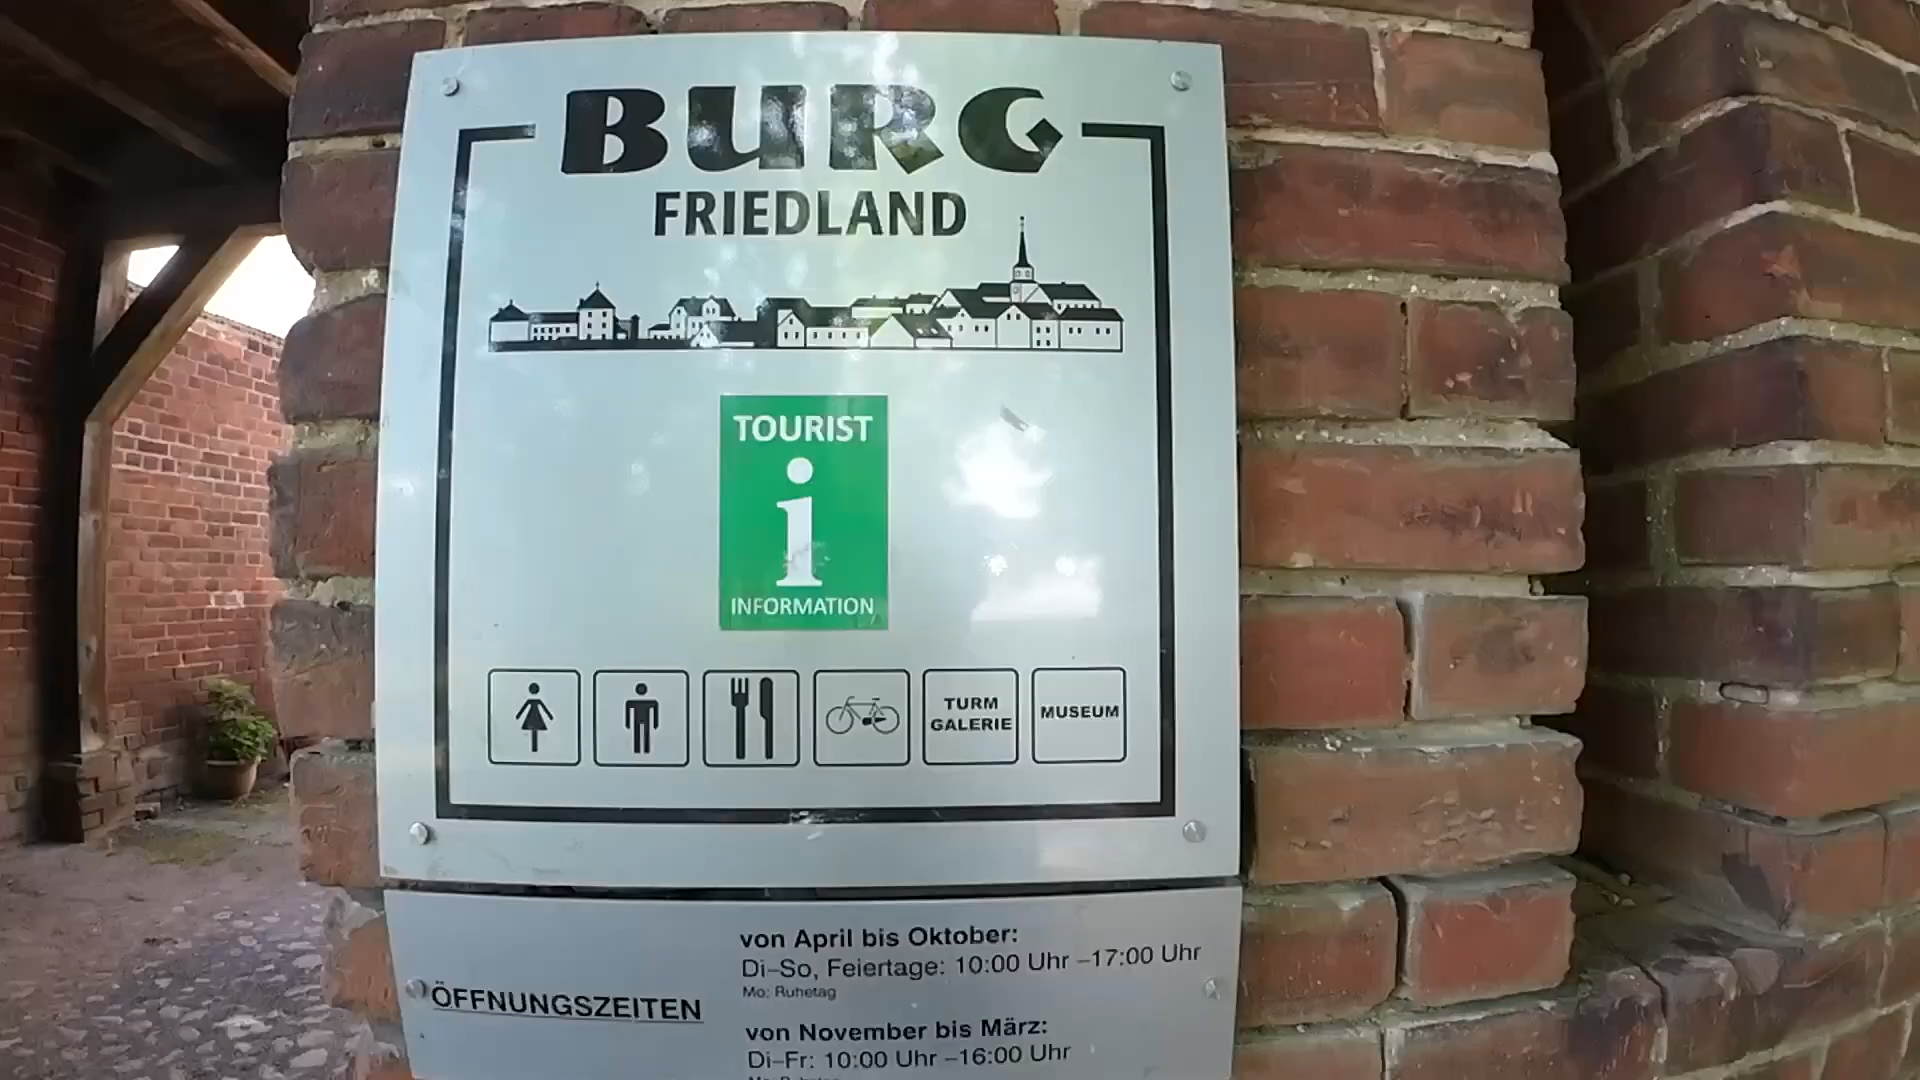 BURG
FRIEDLAND
TOURIST
i
INFORMATION
TURM
GALERIE
MUSEUM
ÖFFNUNGSZEITEN
von April bis Oktober:
Di–So, Feiertage: 10:00 Uhr –17:00 Uhr
Mo: Ruhetag
von November bis März:
Di–Fr: 10:00 Uhr –16:00 Uhr